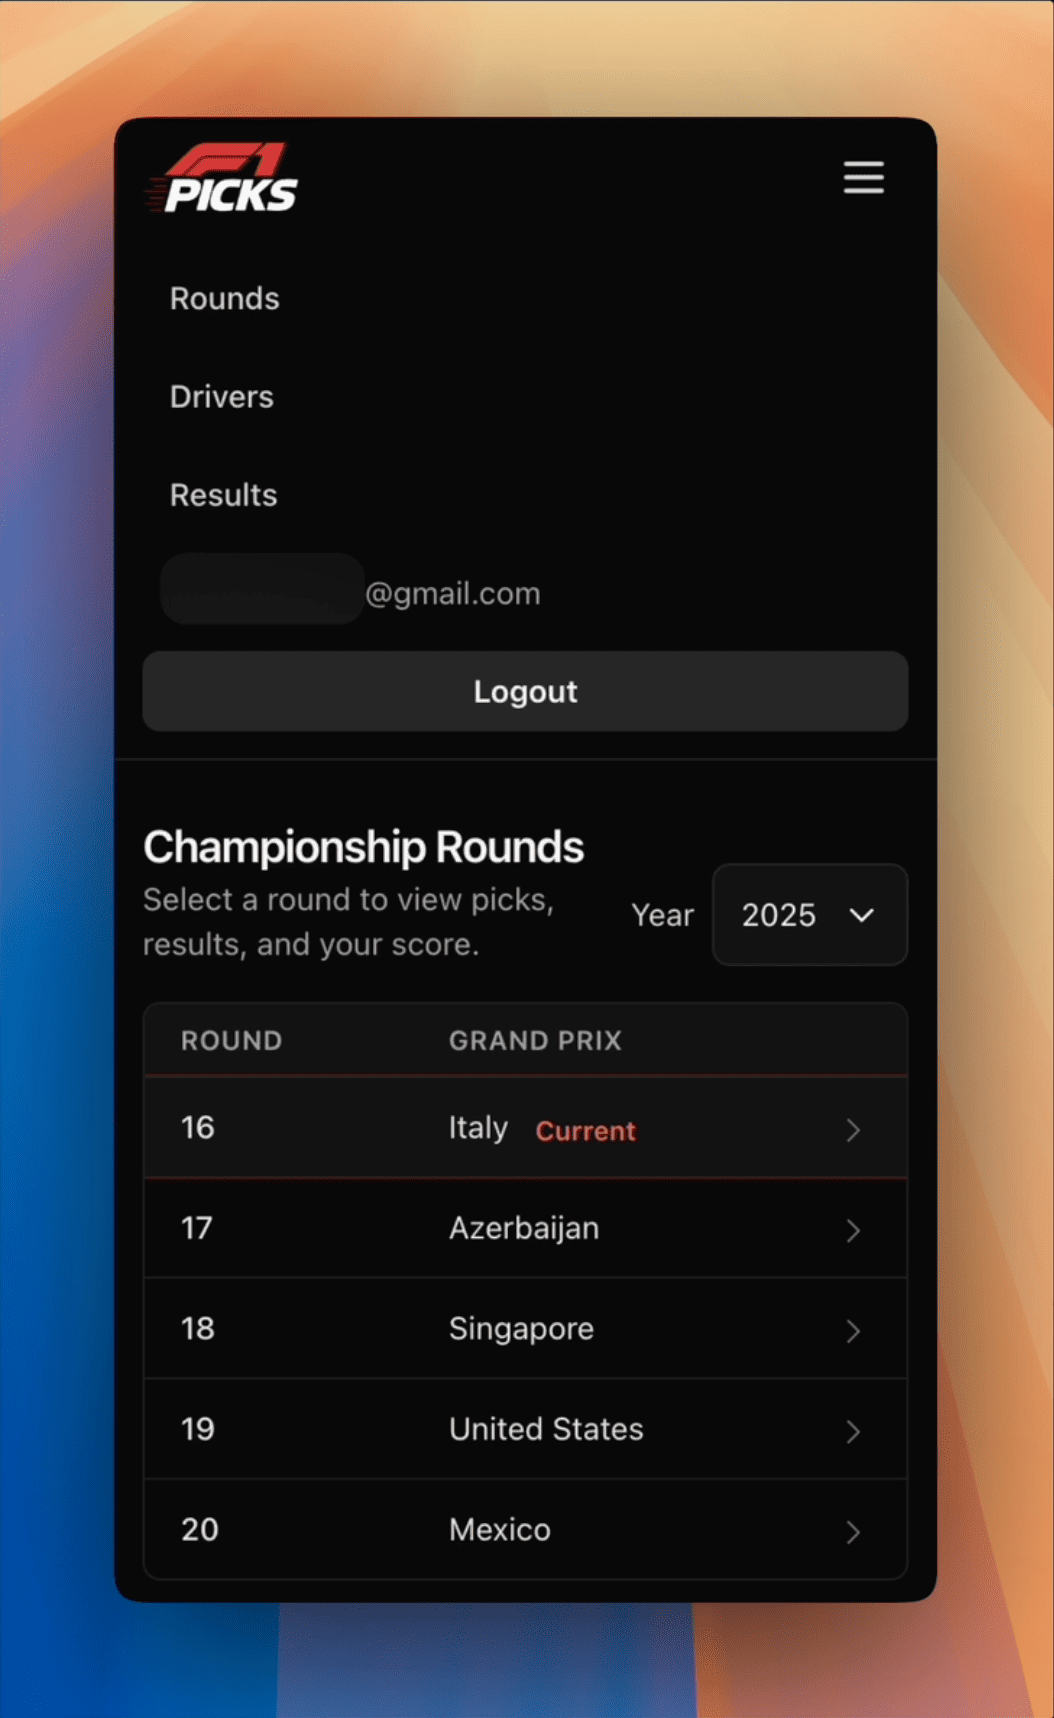 F1
PICKS
Rounds
Drivers
Results
@gmail.com
Logout
Championship Rounds
Select a round to view picks,
results, and your score.
Year 2025
ROUND GRAND PRIX
16 Italy Current
17 Azerbaijan
18 Singapore
19 United States
20 Mexico